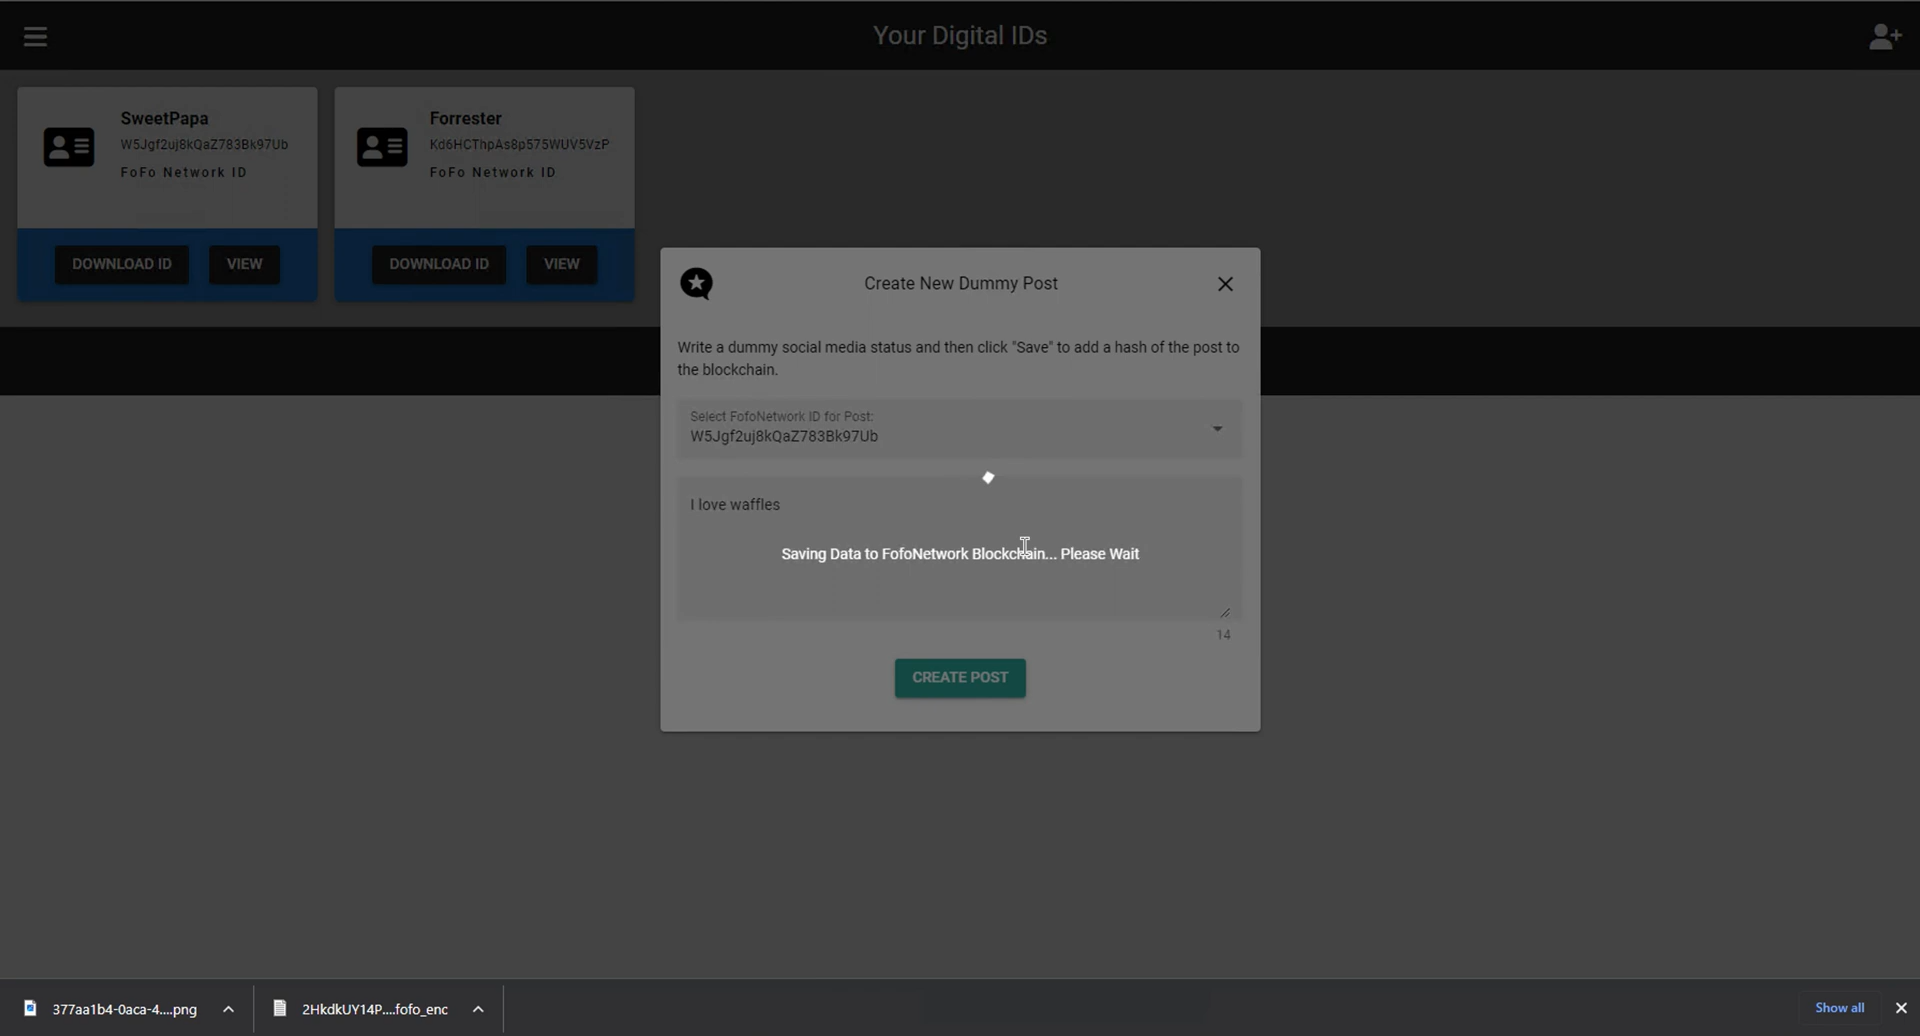 Your Digital IDs
SweetPapa
W5Jgf2uj8kQaZ783Bk97Ub
FoFo Network ID
DOWNLOAD ID
VIEW
Forrester
Kd6HCThpAs8p575WUV5VzP
FoFo Network ID
DOWNLOAD ID
VIEW
Create New Dummy Post
Write a dummy social media status and then click "Save" to add a hash of the post to
the blockchain.
Select FofoNetwork ID for Post:
W5Jgf2uj8kQaZ783Bk97Ub
I love waffles
Saving Data to FofoNetwork Blockchain... Please Wait
14
CREATE POST
377aa1b4-0aca-4....png
2HkdkUY14P....fofo_enc
Show all